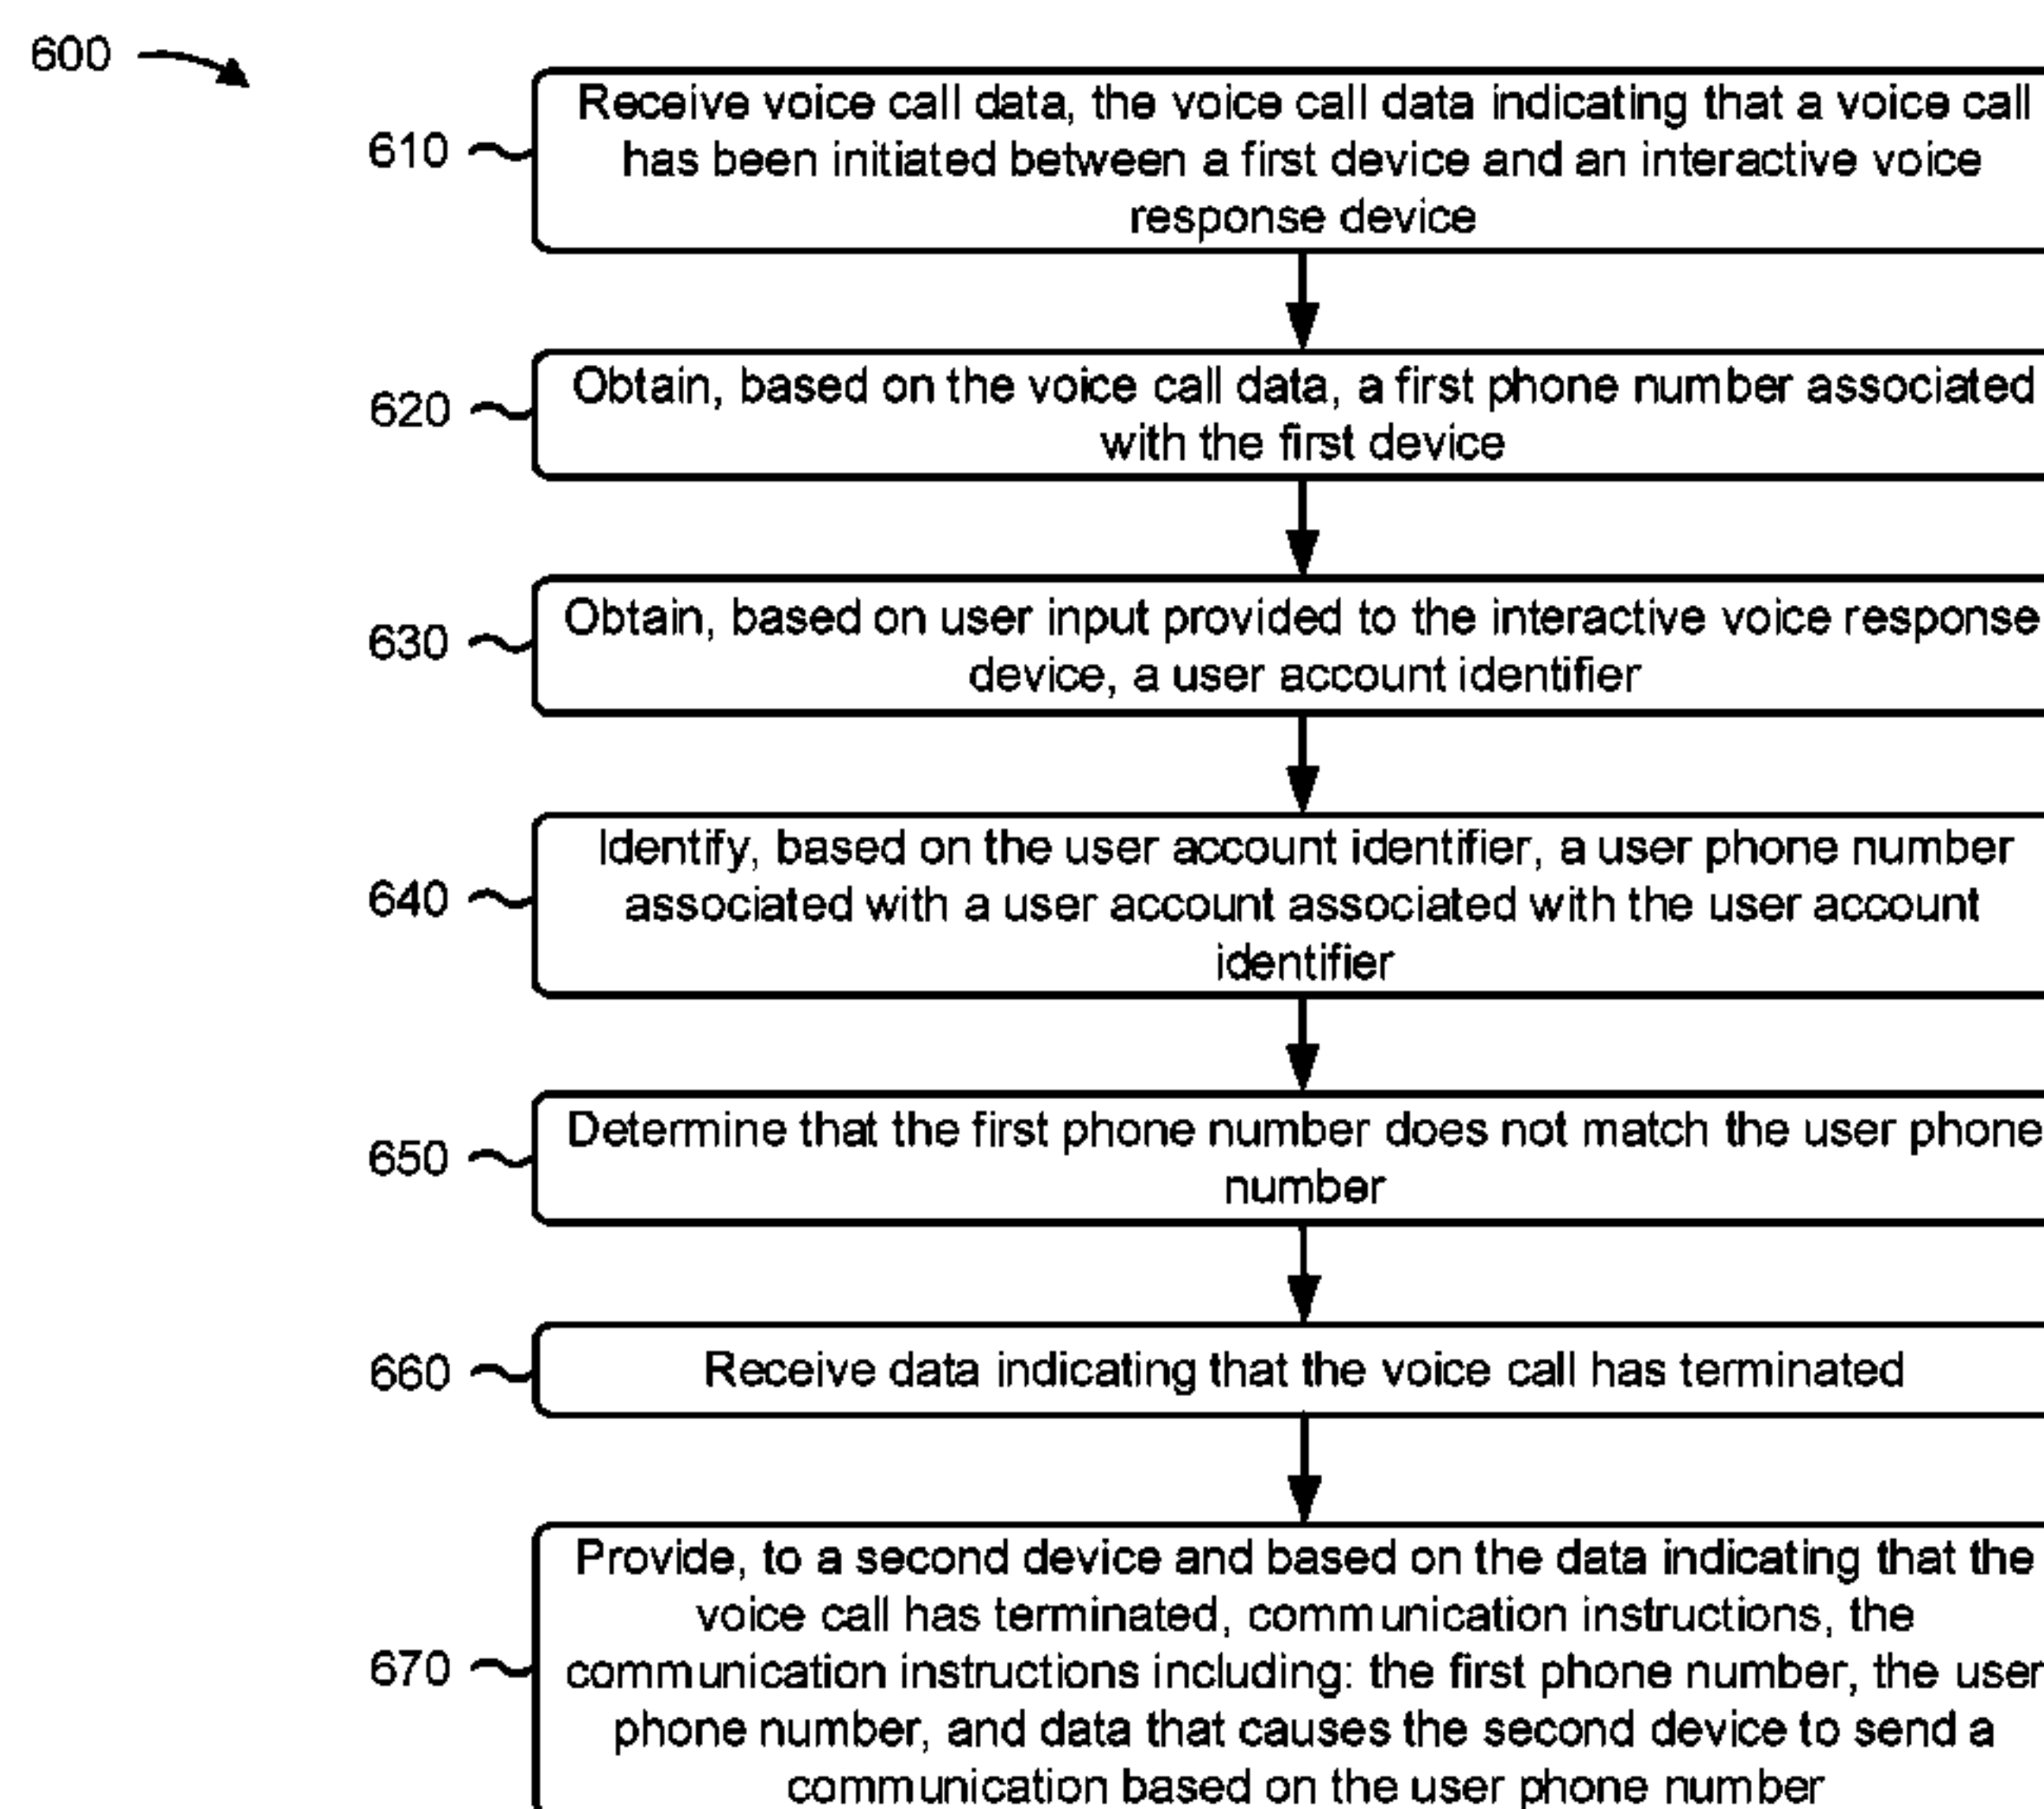 600
610
Receive voice call data, the voice call data indicating that a voice call
has been initiated between a first device and an interactive voice
response device
620
Obtain, based on the voice call data, a first phone number associated
with the first device
630
Obtain, based on user input provided to the interactive voice response
device, a user account identifier
640
Identify, based on the user account identifier, a user phone number
associated with a user account associated with the user account
identifier
650
Determine that the first phone number does not match the user phone
number
660
Receive data indicating that the voice call has terminated
670
Provide, to a second device and based on the data indicating that the
voice call has terminated, communication instructions, the
communication instructions including: the first phone number, the user
phone number, and data that causes the second device to send a
communication based on the user phone number